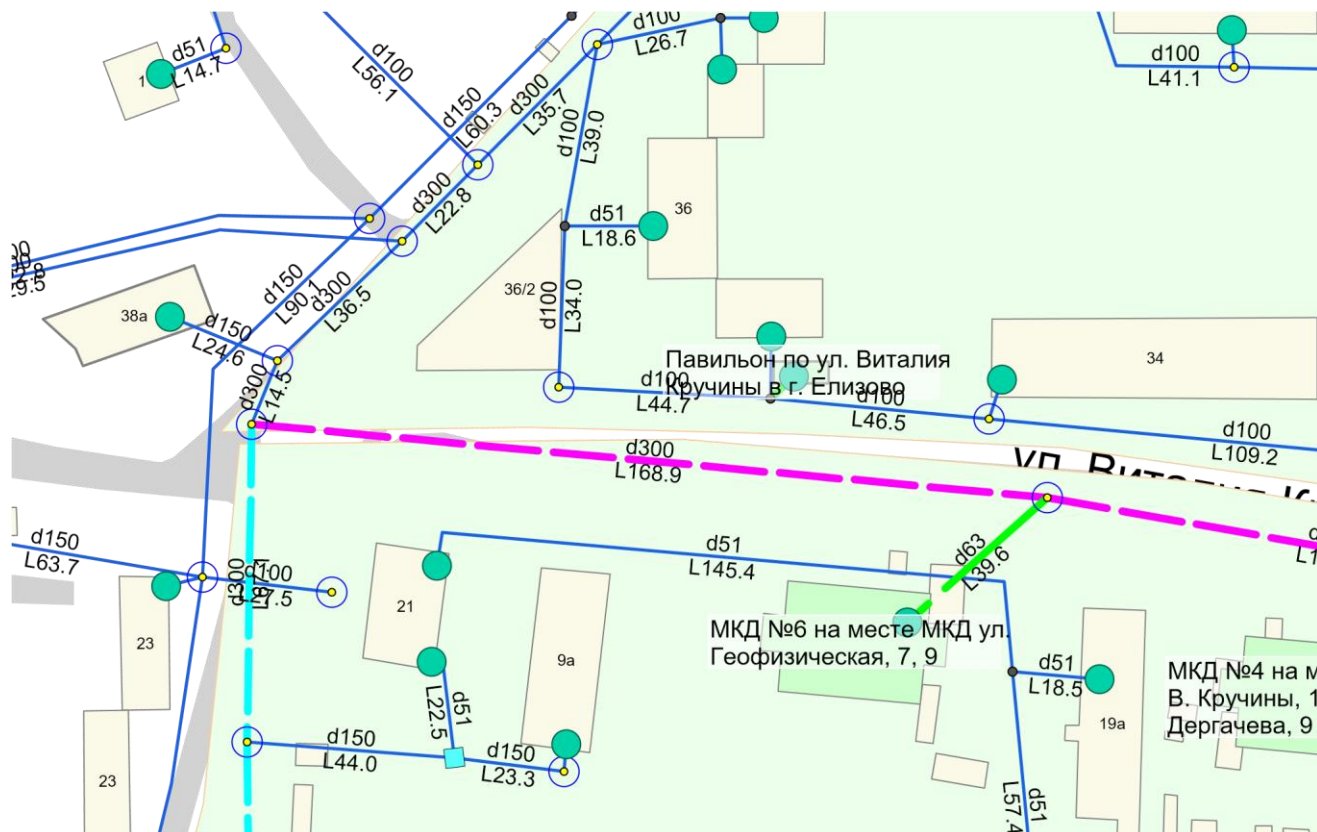 d51
L14.7
1
d100
L56.1
d150
L60.3
d300
L35.7
d100
L26.7
d100
L39.0
d100
L41.1
d300
L22.8
d51
L18.6
36
36/2
d100
L34.0
d150
L90.1
d300
L36.5
38а
d150
L24.6
d300
L14.5
Павильон по ул. Виталия
Кручины в г. Елизово
d100
L44.7
d100
L46.5
34
d100
L109.2
d300
L168.9
ул. Виталия
d150
L63.7
d300
d100
L27.5
23
21
9а
d51
L145.4
d63
L39.6
МКД №6 на месте МКД ул.
Геофизическая, 7, 9
d51
L18.5
19а
МКД №4 на м
В. Кручины, 1
Дергачева, 9
d51
L22.5
d150
L44.0
d150
L23.3
23
d51
L57.4